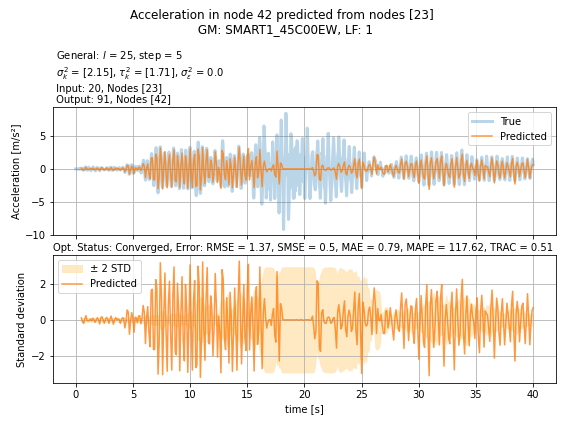 Acceleration in node 42 predicted from nodes [23]
GM: SMART1_45C00EW, LF: 1
General: l = 25, step = 5
σ²ₖ = [2.15], τ²ₖ = [1.71], σ²ε = 0.0
Input: 20, Nodes [23]
Output: 91, Nodes [42]
Acceleration [m/s²]
5
0
−5
−10
True
Predicted
Opt. Status: Converged, Error: RMSE = 1.37, SMSE = 0.5, MAE = 0.79, MAPE = 117.62, TRAC = 0.51
Standard deviation
2
0
−2
± 2 STD
Predicted
0 5 10 15 20 25 30 35 40
time [s]